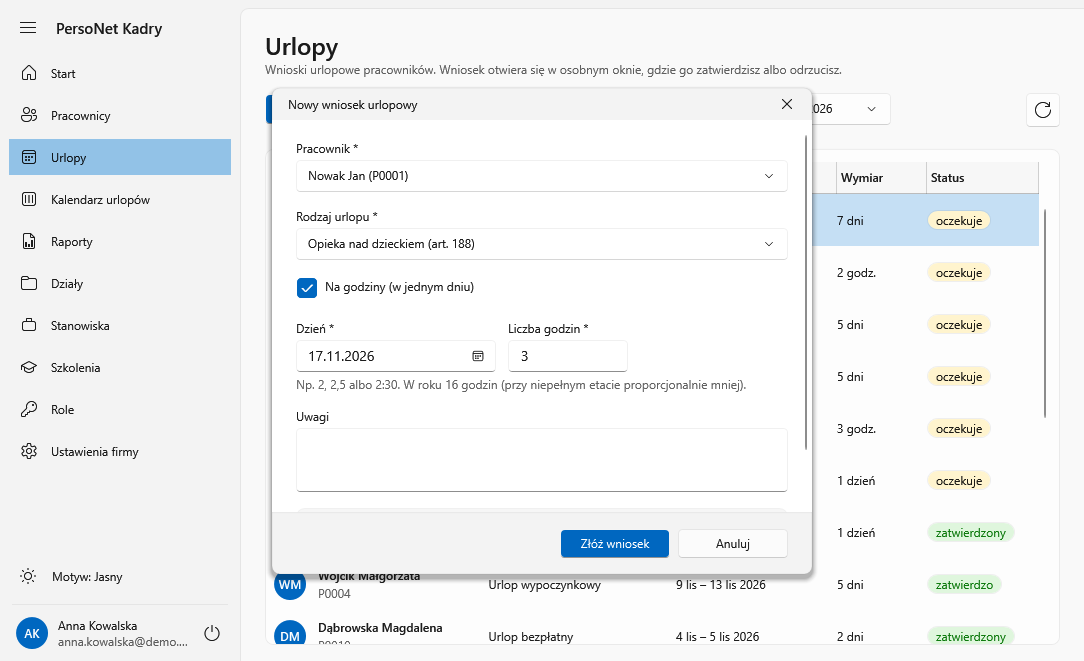 PersoNet Kadry
Start
Pracownicy
Urlopy
Kalendarz urlopów
Raporty
Działy
Stanowiska
Szkolenia
Role
Ustawienia firmy
Motyw: Jasny
AK
Anna Kowalska
anna.kowalska@demo....
Urlopy
Wnioski urlopowe pracowników. Wniosek otwiera się w osobnym oknie, gdzie go zatwierdzisz albo odrzucisz.
026
Nowy wniosek urlopowy
Pracownik *
Nowak Jan (P0001)
Rodzaj urlopu *
Opieka nad dzieckiem (art. 188)
Na godziny (w jednym dniu)
Dzień *
Liczba godzin *
17.11.2026
3
Np. 2, 2,5 albo 2:30. W roku 16 godzin (przy niepełnym etacie proporcjonalnie mniej).
Uwagi
Złóż wniosek
Anuluj
Wymiar
Status
7 dni
oczekuje
2 godz.
oczekuje
5 dni
oczekuje
5 dni
oczekuje
3 godz.
oczekuje
1 dzień
oczekuje
1 dzień
zatwierdzony
WM
Wójcik Małgorzata
P0004
Urlop wypoczynkowy
9 lis – 13 lis 2026
5 dni
zatwierdzo
DM
Dąbrowska Magdalena
P0010
Urlop bezpłatny
4 lis – 5 lis 2026
2 dni
zatwierdzony